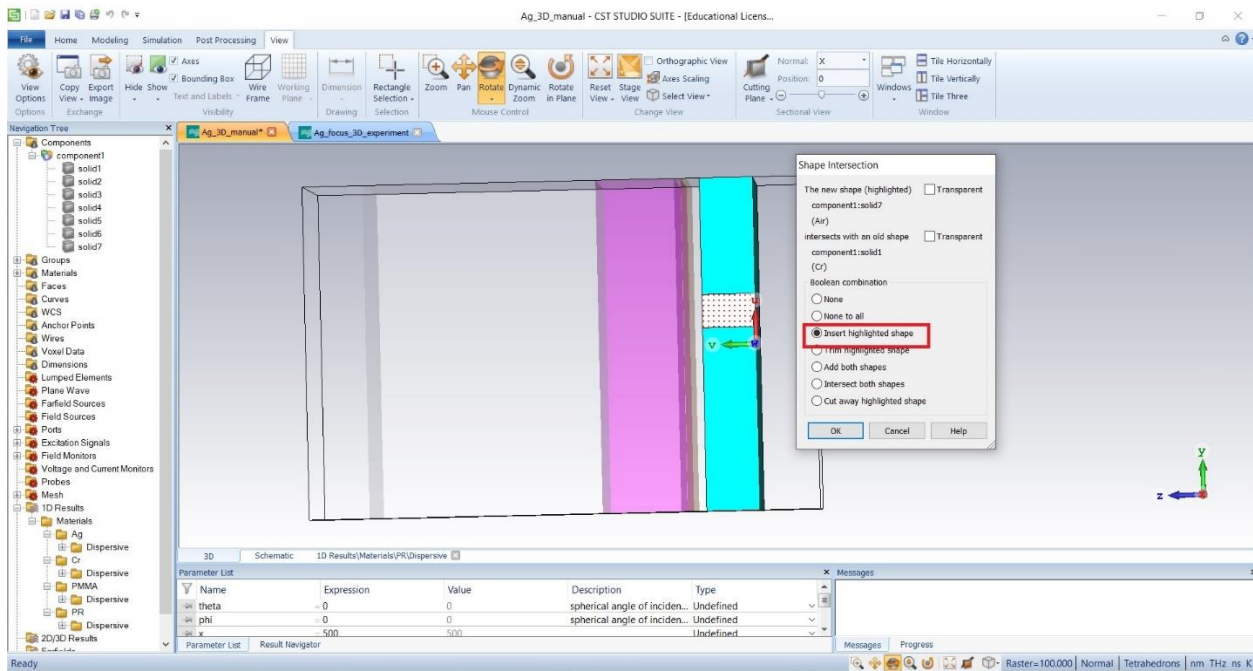 Ag_3D_manual - CST STUDIO SUITE - [Educational Licens...
File Home Modeling Simulation Post Processing View
View Options
Copy View
Export Image
Hide Show
Axes
Bounding Box
Text and Labels
Wire Frame
Working Plane
Dimension
Rectangle Selection
Zoom Pan Rotate Dynamic Zoom Rotate in Plane
Reset View Stage View
Orthographic View
Axes Scaling
Select View
Cutting Plane
Normal: X
Position: 0
Windows
Tile Horizontally
Tile Vertically
Tile Three
Options Exchange Visibility Drawing Selection Mouse Control Change View Sectional View Window
Navigation Tree
Ag_3D_manual* Ag_focus_3D_experiment
Components
component1
solid1
solid2
solid3
solid4
solid5
solid6
solid7
Groups
Materials
Faces
Curves
WCS
Anchor Points
Wires
Voxel Data
Dimensions
Lumped Elements
Plane Wave
Farfield Sources
Field Sources
Ports
Excitation Signals
Field Monitors
Voltage and Current Monitors
Probes
Mesh
1D Results
Materials
Ag
Dispersive
Cr
Dispersive
PMMA
Dispersive
PR
Dispersive
2D/3D Results
u
v
w
Shape Intersection
The new shape (highlighted) Transparent
component1:solid7
(Air)
intersects with an old shape Transparent
component1:solid1
(Cr)
Boolean combination
None
None to all
Insert highlighted shape
Trim highlighted shape
Add both shapes
Intersect both shapes
Cut away highlighted shape
OK Cancel Help
y
z
3D Schematic 1D Results\Materials\PR\Dispersive
Parameter List
Name Expression Value Description Type
theta = 0 0 spherical angle of inciden... Undefined
phi = 0 0 spherical angle of inciden... Undefined
x = 500 500 Undefined
Parameter List Result Navigator
Messages
Messages Progress
Ready
Raster=100.000 Normal Tetrahedrons nm THz ns K